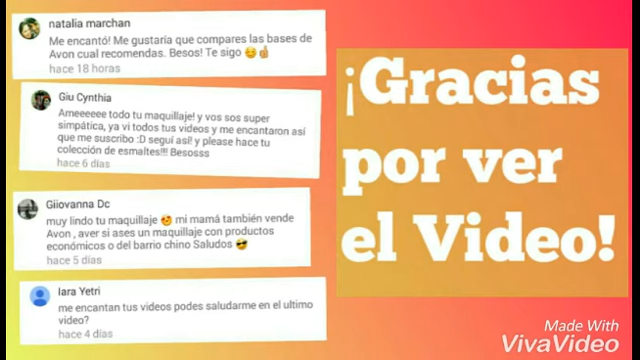 natalia marchan
Me encantó! Me gustaría que compares las bases de
Avon cual recomendas. Besos! Te sigo 😊👍
hace 18 horas
Giu Cynthia
Ameeeeee todo tu maquillaje! y vos sos super
simpática, ya vi todos tus videos y me encantaron así
que me suscribo :D seguí así! y please hace tu
colección de esmaltes!!! Besosss
hace 6 días
Giiovanna Dc
muy lindo tu maquillaje 😘 mi mamá también vende
Avon , aver si ases un maquillaje con productos
económicos o del barrio chino Saludos 😎
hace 5 días
Iara Yetri
me encantan tus videos podes saludarme en el ultimo
video?
hace 4 días
¡Gracias
por ver
el Video!
Made With
VivaVideo